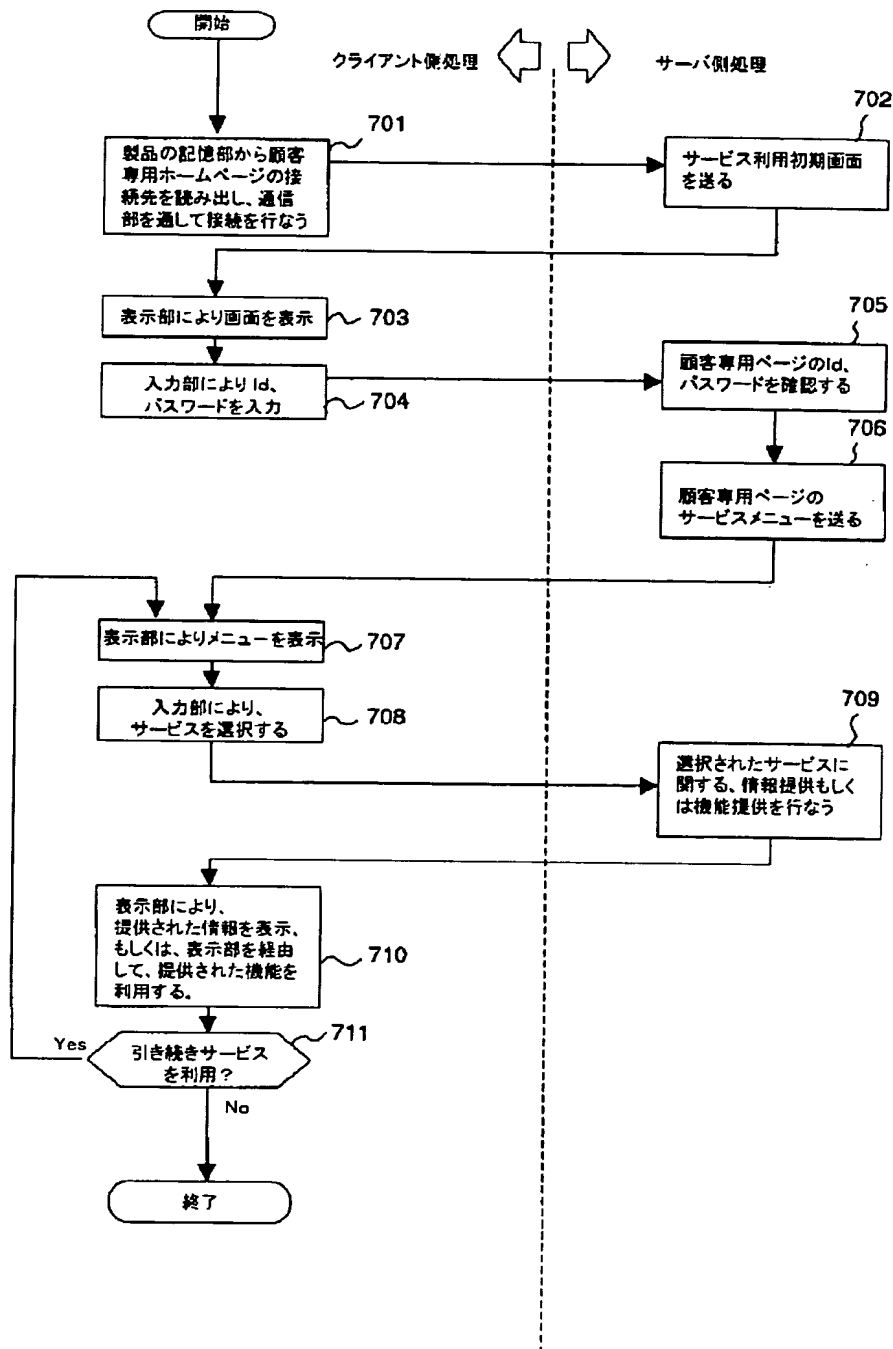 開始
クライアント側処理
サーバ側処理
701
製品の記憶部から顧客
専用ホームページの接
続先を読み出し、通信
部を通して接続を行なう
702
サービス利用初期画面
を送る
表示部により画面を表示
703
入力部により Id、
パスワードを入力
704
705
顧客専用ページのId、
パスワードを確認する
706
顧客専用ページの
サービスメニューを送る
表示部によりメニューを表示
707
入力部により、
サービスを選択する
708
709
選択されたサービスに
関する、情報提供もしく
は機能提供を行なう
表示部により、
提供された情報を表示、
もしくは、表示部を経由
して、提供された機能を
利用する。
710
711
Yes
引き続きサービス
を利用？
No
終了